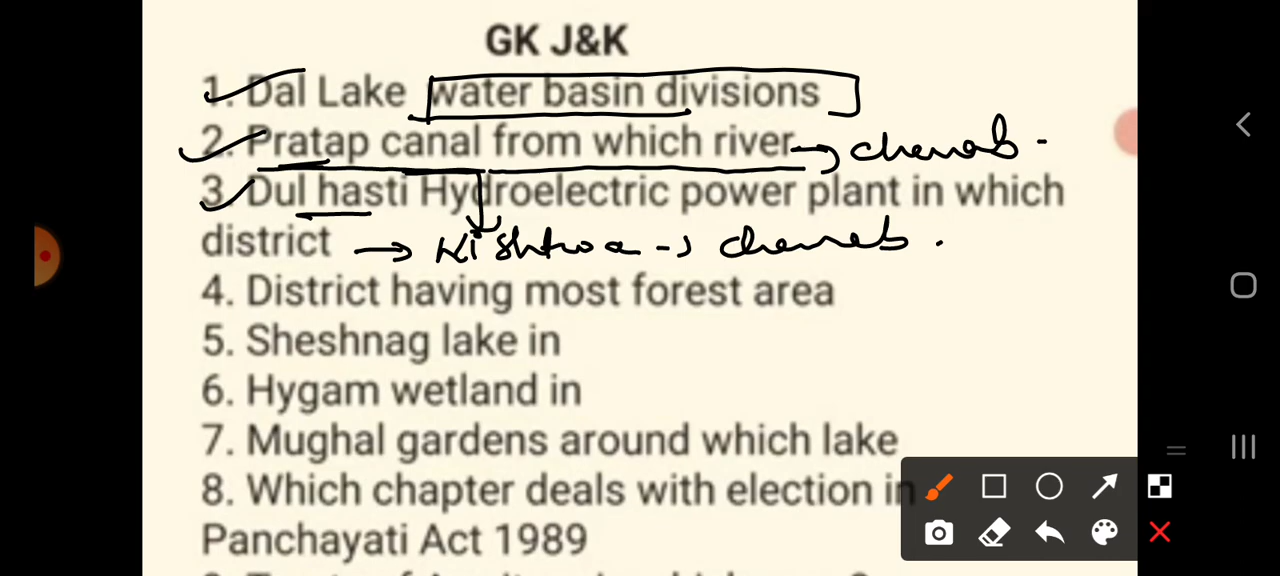 GK J&K
1. Dal Lake water basin divisions
2. Pratap canal from which river → chenab.
3. Dul hasti Hydroelectric power plant in which
district → Kishtwa → chenab.
4. District having most forest area
5. Sheshnag lake in
6. Hygam wetland in
7. Mughal gardens around which lake
8. Which chapter deals with election in
Panchayati Act 1989